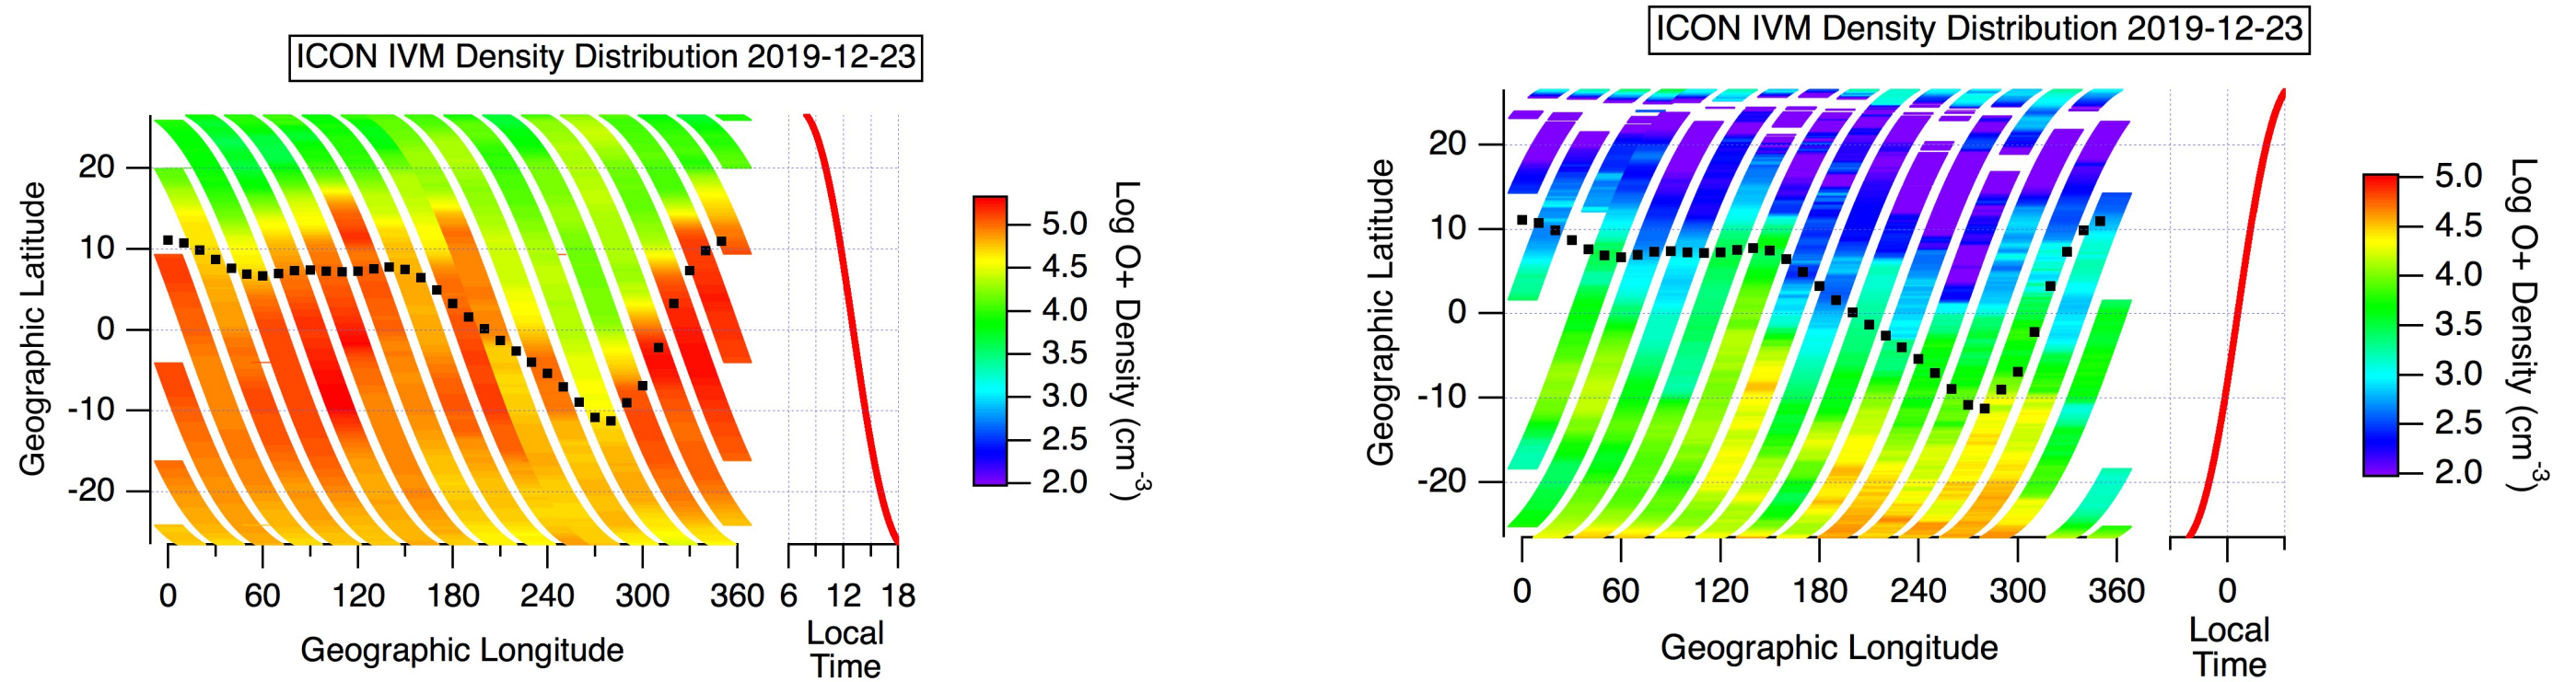 ICON IVM Density Distribution 2019-12-23
Geographic Latitude
20
10
0
-10
-20
0 60 120 180 240 300 360
Geographic Longitude
6 12 18
Local
Time
5.0
4.5
4.0
3.5
3.0
2.5
2.0
Log O+ Density (cm⁻³)
ICON IVM Density Distribution 2019-12-23
Geographic Latitude
20
10
0
-10
-20
0 60 120 180 240 300 360
Geographic Longitude
0
Local
Time
5.0
4.5
4.0
3.5
3.0
2.5
2.0
Log O+ Density (cm⁻³)